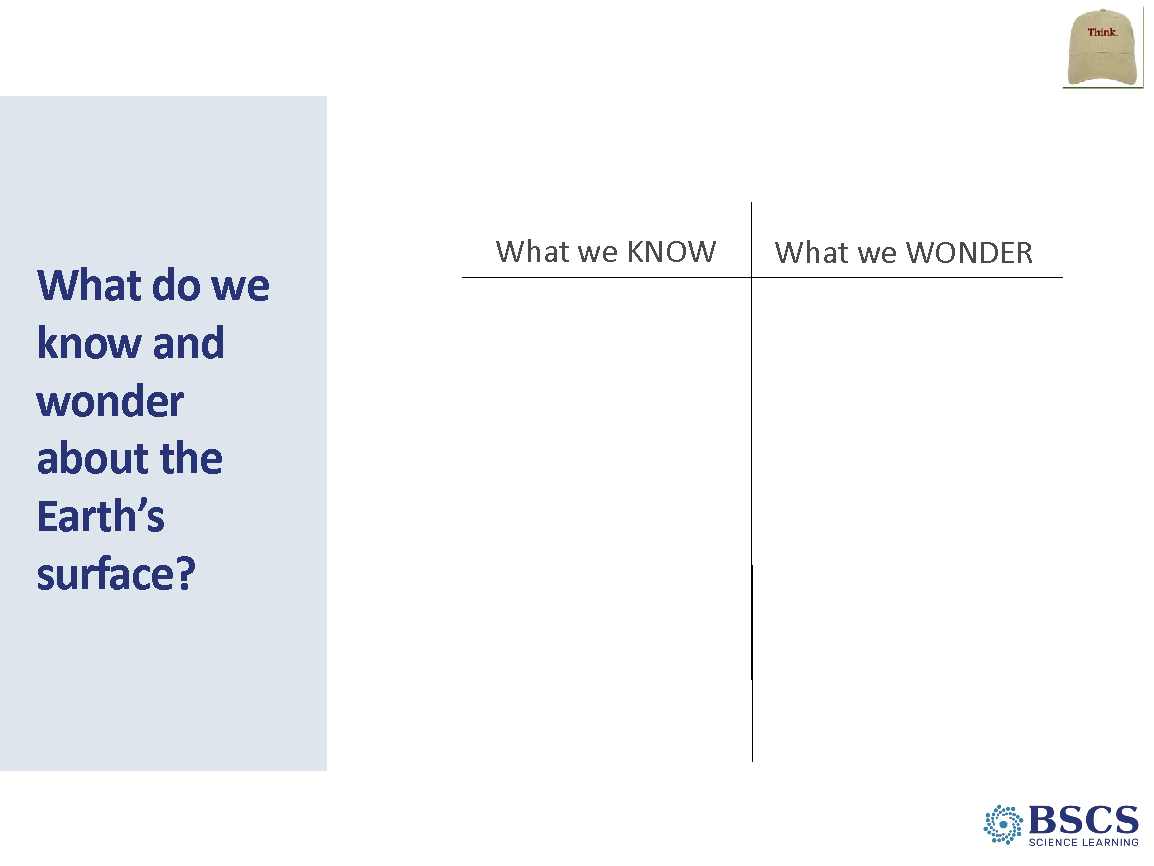 Think.
What do we
know and
wonder
about the
Earth’s
surface?
What we KNOW
What we WONDER
BSCS
SCIENCE LEARNING